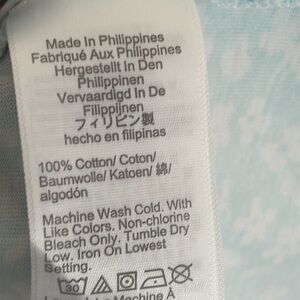 Made In Philippines
Fabriqué Aux Philippines
Hergestellt In Den
Philippinen
Vervaardigd In De
Filippijnen
フィリピン製
hecho en filipinas
100% Cotton/ Coton/
Baumwolle/ Katoen/ 綿/
algodón
Machine Wash Cold. With
Like Colors. Non-chlorine
Bleach Only. Tumble Dry
Low. Iron On Lowest
Setting.
30
Machine À